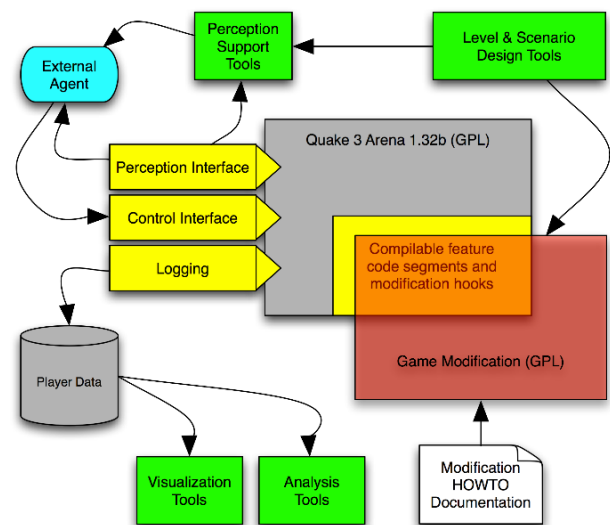 Perception
Support
Tools
Level & Scenario
Design Tools
External
Agent
Quake 3 Arena 1.32b (GPL)
Perception Interface
Control Interface
Logging
Compilable feature
code segments and
modification hooks
Game Modification (GPL)
Player Data
Visualization
Tools
Analysis
Tools
Modification
HOWTO
Documentation